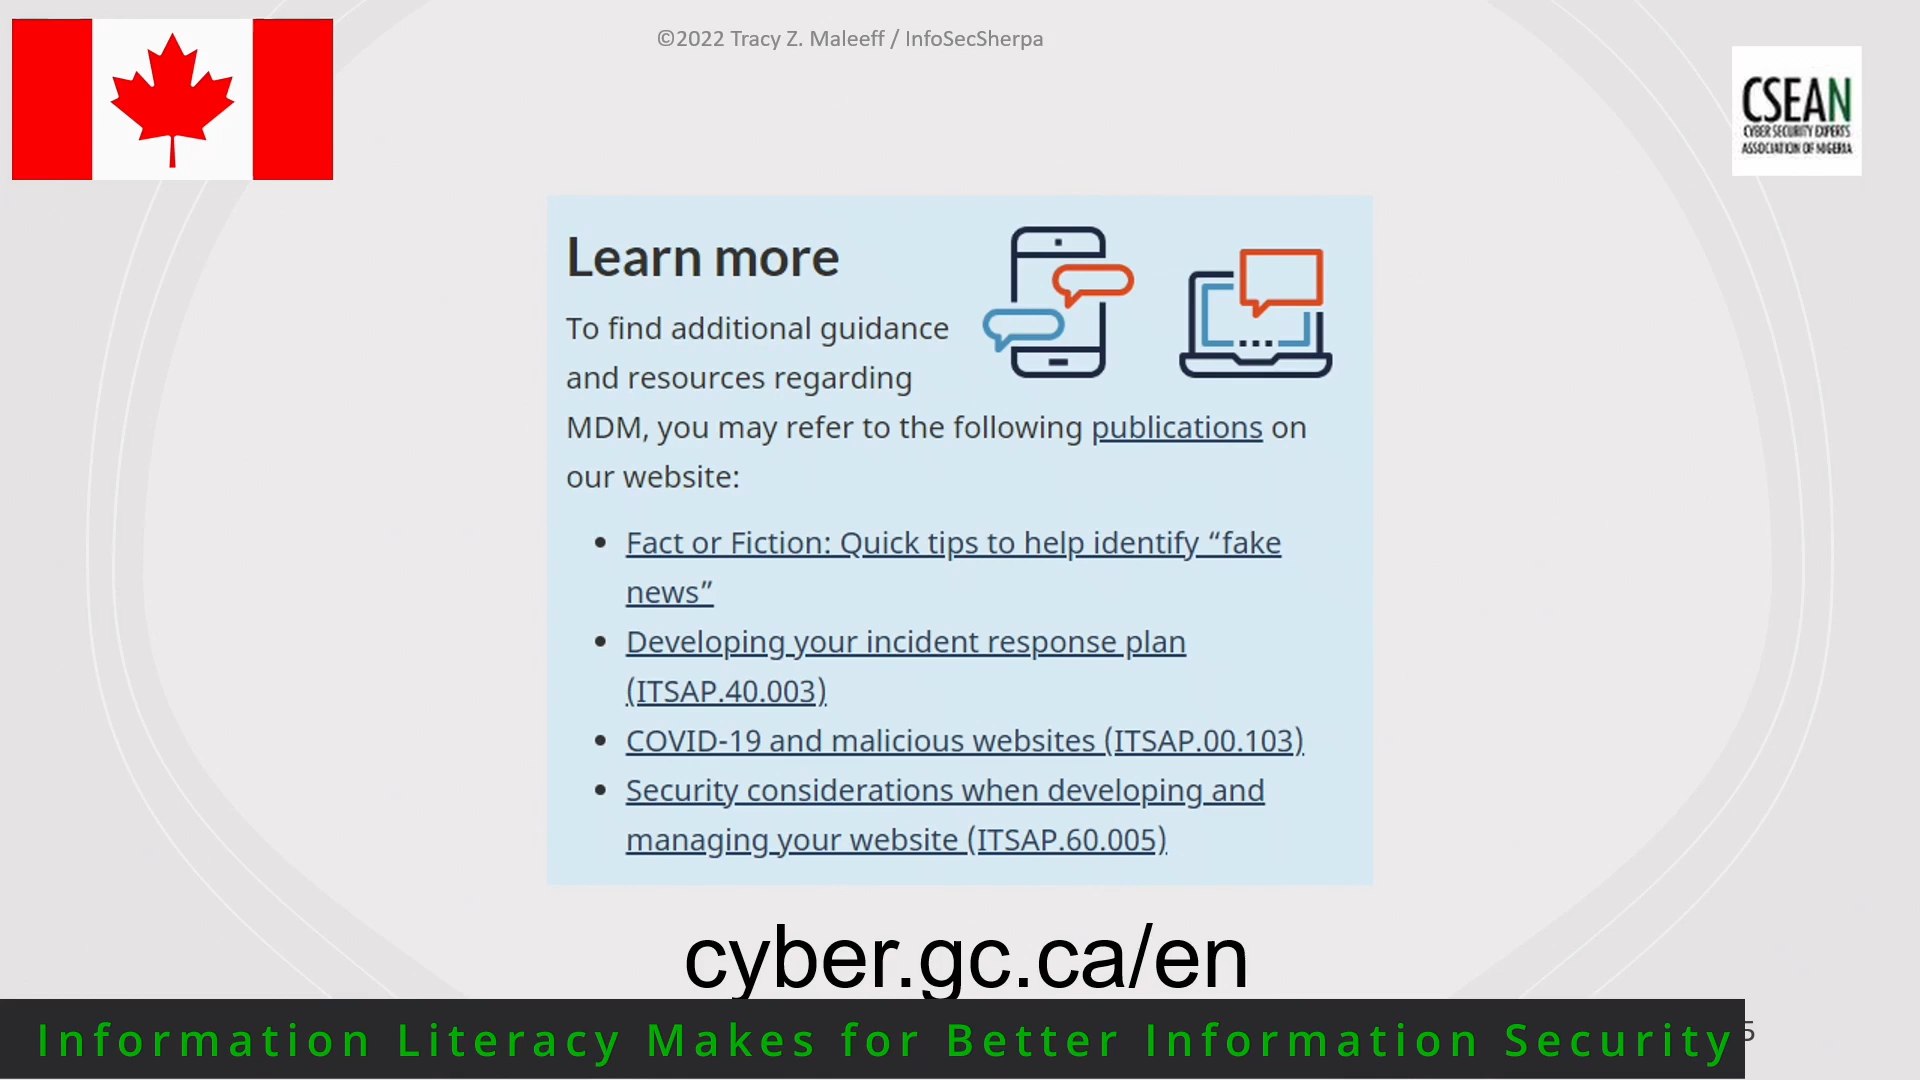 ©2022 Tracy Z. Maleeff / InfoSecSherpa
CSEAN
CYBER SECURITY EXPERTS
ASSOCIATION OF NIGERIA
Learn more
To find additional guidance
and resources regarding
MDM, you may refer to the following publications on
our website:
• Fact or Fiction: Quick tips to help identify “fake
news”
• Developing your incident response plan
(ITSAP.40.003)
• COVID-19 and malicious websites (ITSAP.00.103)
• Security considerations when developing and
managing your website (ITSAP.60.005)
cyber.gc.ca/en
Information Literacy Makes for Better Information Security